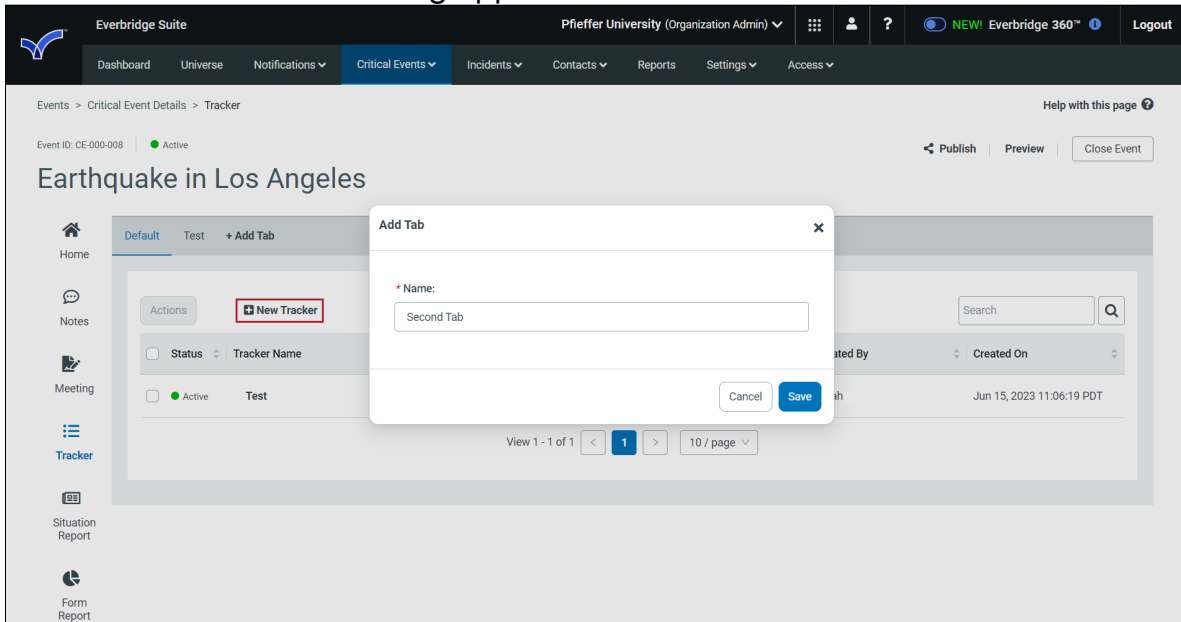 Everbridge Suite
Pfieffer University (Organization Admin)
?
NEW! Everbridge 360™
Logout
Dashboard Universe Notifications Critical Events Incidents Contacts Reports Settings Access
Events > Critical Event Details > Tracker
Help with this page
Event ID: CE-000-008 Active
Publish Preview Close Event
Earthquake in Los Angeles
Home
Notes
Meeting
Tracker
Situation
Report
Form
Report
Default Test + Add Tab
Add Tab
* Name:
Second Tab
Cancel Save
Actions New Tracker
Search
Status Tracker Name
Created On
Active Test
Jun 15, 2023 11:06:19 PDT
View 1 - 1 of 1 < 1 > 10 / page